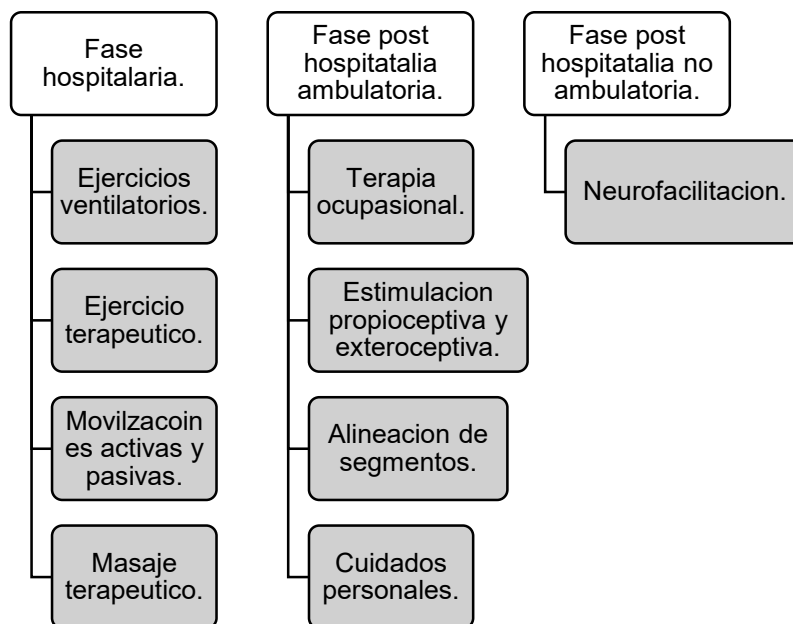 Fase
hospitalaria.
Ejercicios
ventilatorios.
Ejercicio
terapeutico.
Movilzacoin
es activas y
pasivas.
Masaje
terapeutico.
Fase post
hospitatalia
ambulatoria.
Terapia
ocupasional.
Estimulacion
propioceptiva y
exteroceptiva.
Alineacion de
segmentos.
Cuidados
personales.
Fase post
hospitatalia no
ambulatoria.
Neurofacilitacion.